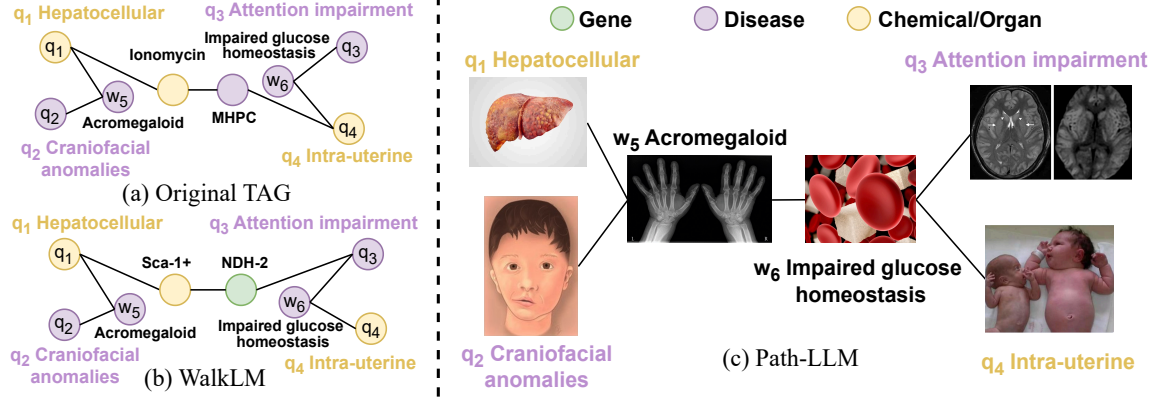 q1 Hepatocellular
q3 Attention impairment
Ionomycin
Impaired glucose
homeostasis
q1
q3
w5
w6
q2
MHPC
Acromegaloid
q4
q2 Craniofacial
anomalies
q4 Intra-uterine
(a) Original TAG
q1 Hepatocellular
q3 Attention impairment
Sca-1+
NDH-2
q1
q3
w5
w6
q2
Acromegaloid
Impaired glucose
homeostasis
q4
q2 Craniofacial
anomalies
q4 Intra-uterine
(b) WalkLM
Gene
Disease
Chemical/Organ
q1 Hepatocellular
q3 Attention impairment
w5 Acromegaloid
w6 Impaired glucose
homeostasis
q2 Craniofacial
anomalies
q4 Intra-uterine
(c) Path-LLM